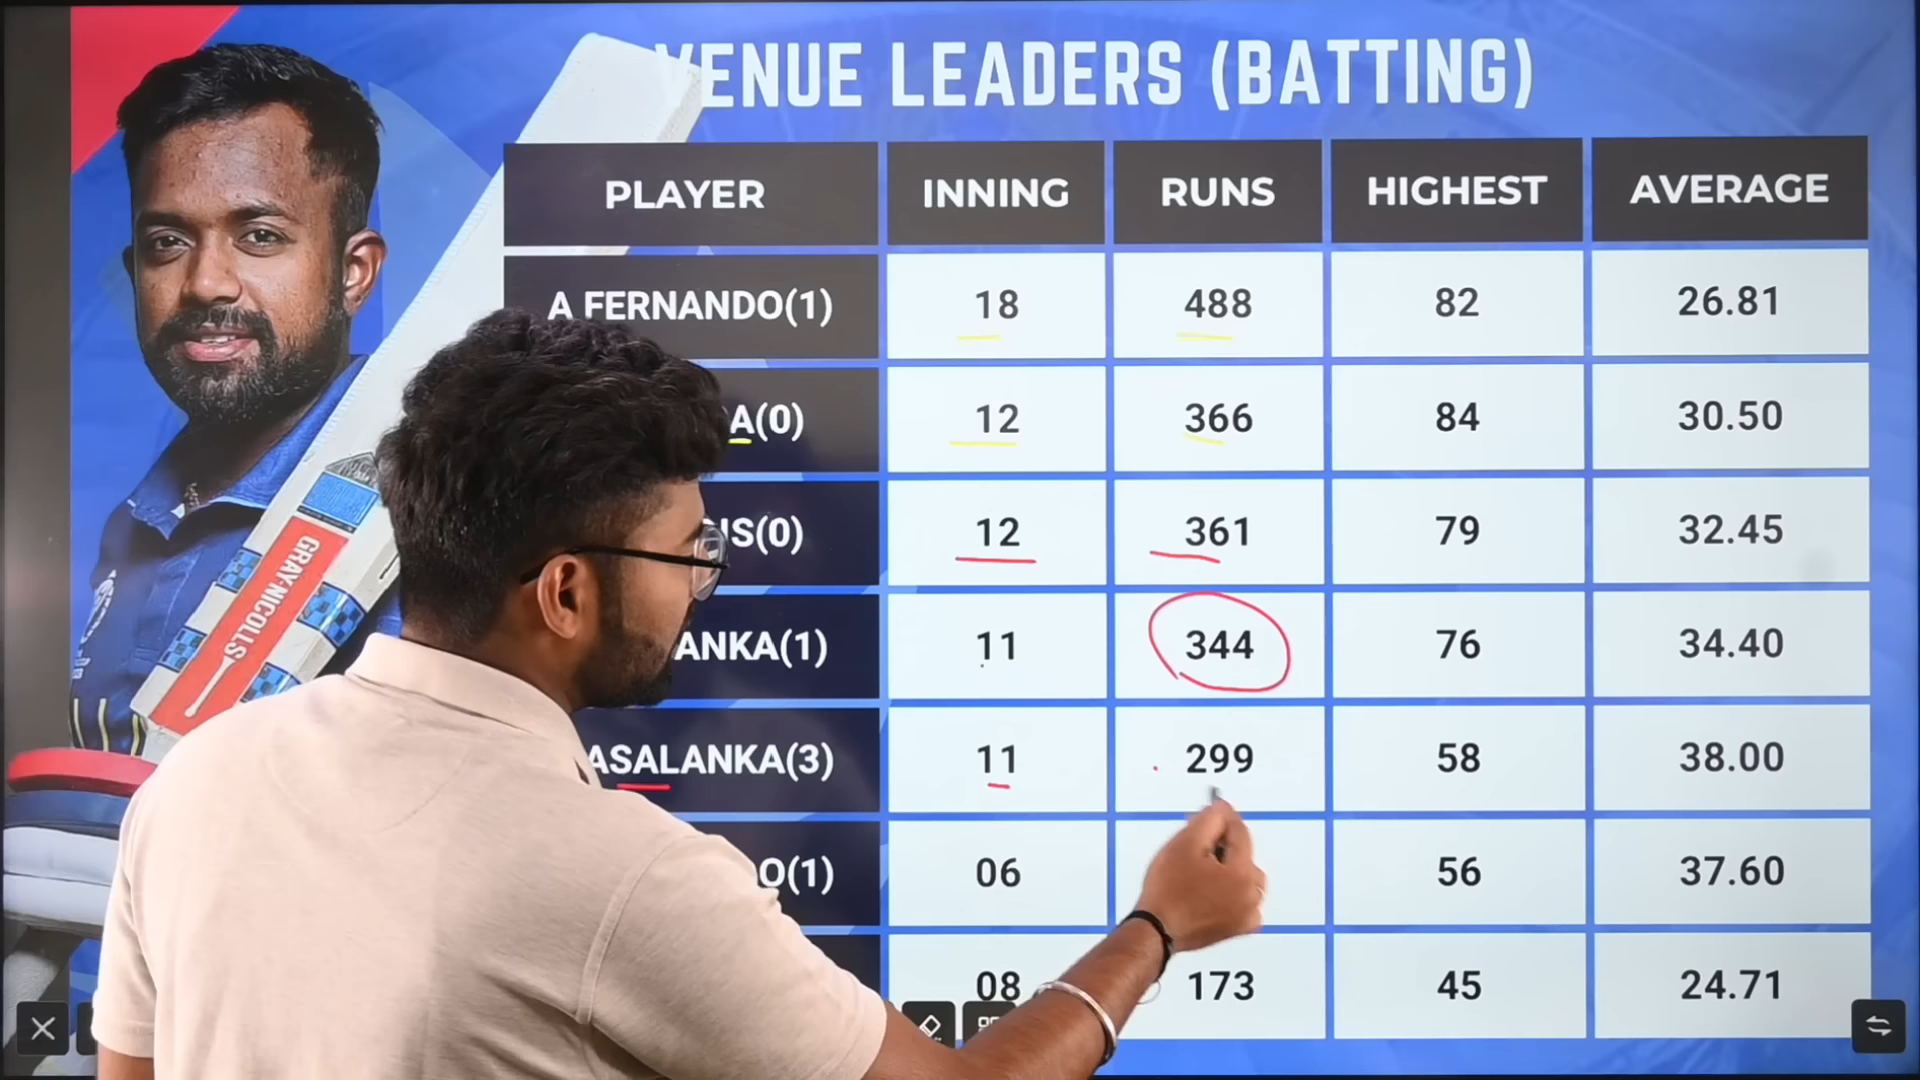 VENUE LEADERS (BATTING)
PLAYER INNING RUNS HIGHEST AVERAGE
A FERNANDO(1) 18 488 82 26.81
A(0) 12 366 84 30.50
IS(0) 12 361 79 32.45
ANKA(1) 11 344 76 34.40
ASALANKA(3) 11 299 58 38.00
O(1) 06 56 37.60
08 173 45 24.71
GRAY-NICOLLS